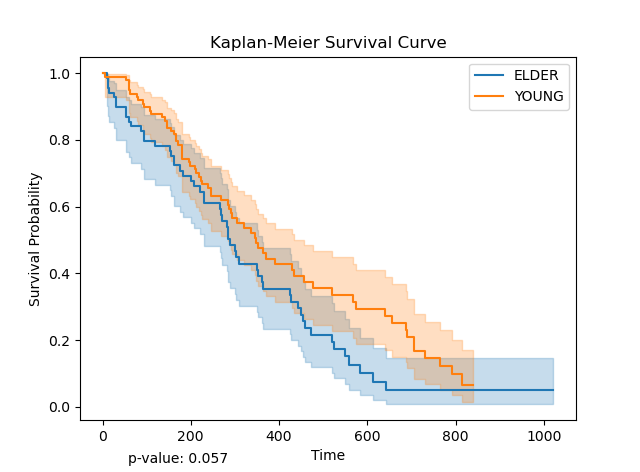 Kaplan-Meier Survival Curve
ELDER
YOUNG
Survival Probability
1.0
0.8
0.6
0.4
0.2
0.0
0 200 400 600 800 1000
Time
p-value: 0.057